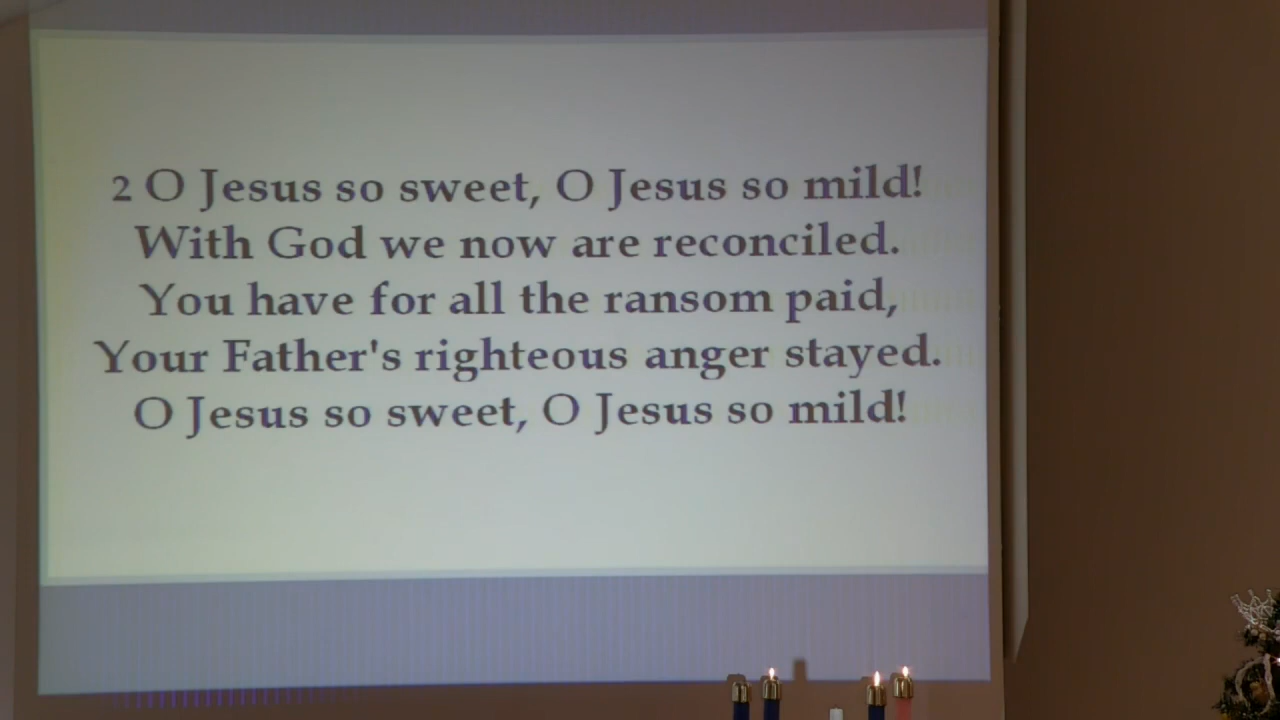 2 O Jesus so sweet, O Jesus so mild!
With God we now are reconciled.
You have for all the ransom paid,
Your Father's righteous anger stayed.
O Jesus so sweet, O Jesus so mild!